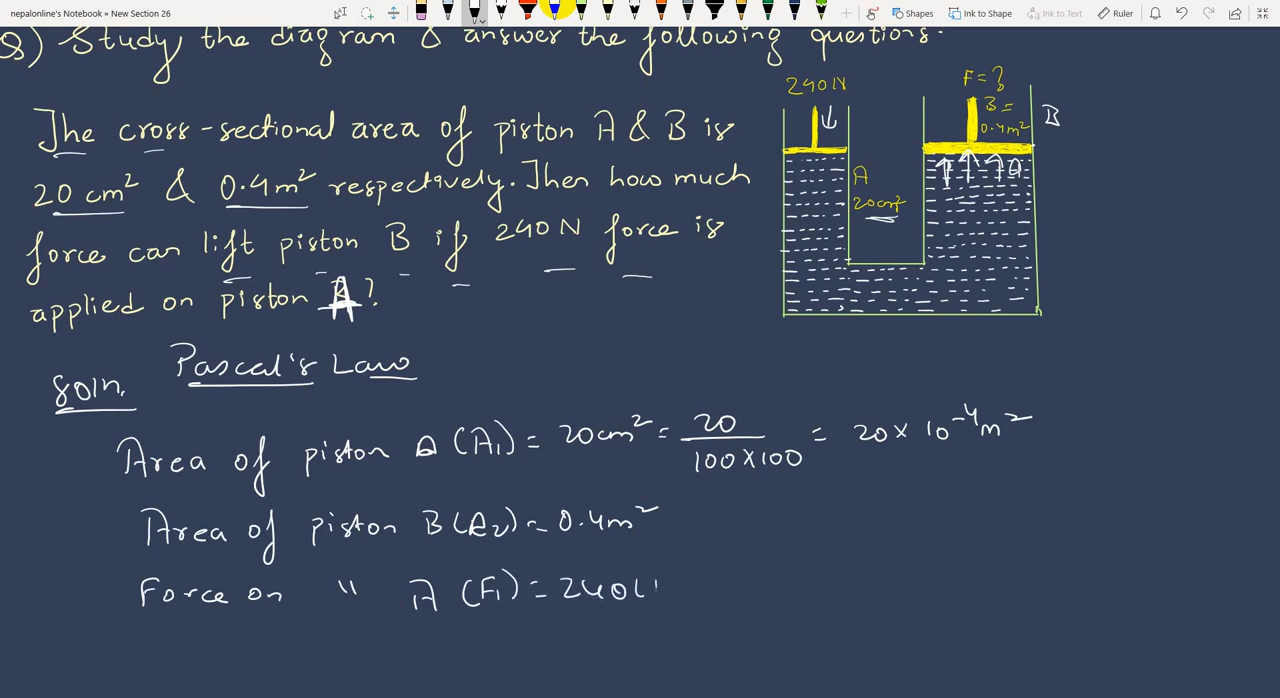 nepalonline's Notebook » New Section 26
Shapes Ink to Shape Ink to Text Ruler
Q) Study the diagram & answer the following questions.
The cross-sectional area of piston A & B is
20 cm² & 0.4m² respectively. Then how much
force can lift piston B if 240N force is
applied on piston A?
240N
F=?
B=
0.4m²
B
A
20cm²
Pascal's Law
Soln.
Area of piston A (A₁) = 20cm² = 20/100×100 = 20×10⁻⁴m²
Area of piston B (A₂) = 0.4m²
Force on " A (F₁) = 240